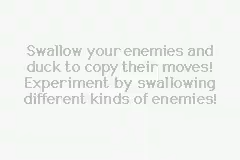 Swallow your enemies and
duck to copy their moves!
Experiment by swallowing
different kinds of enemies!